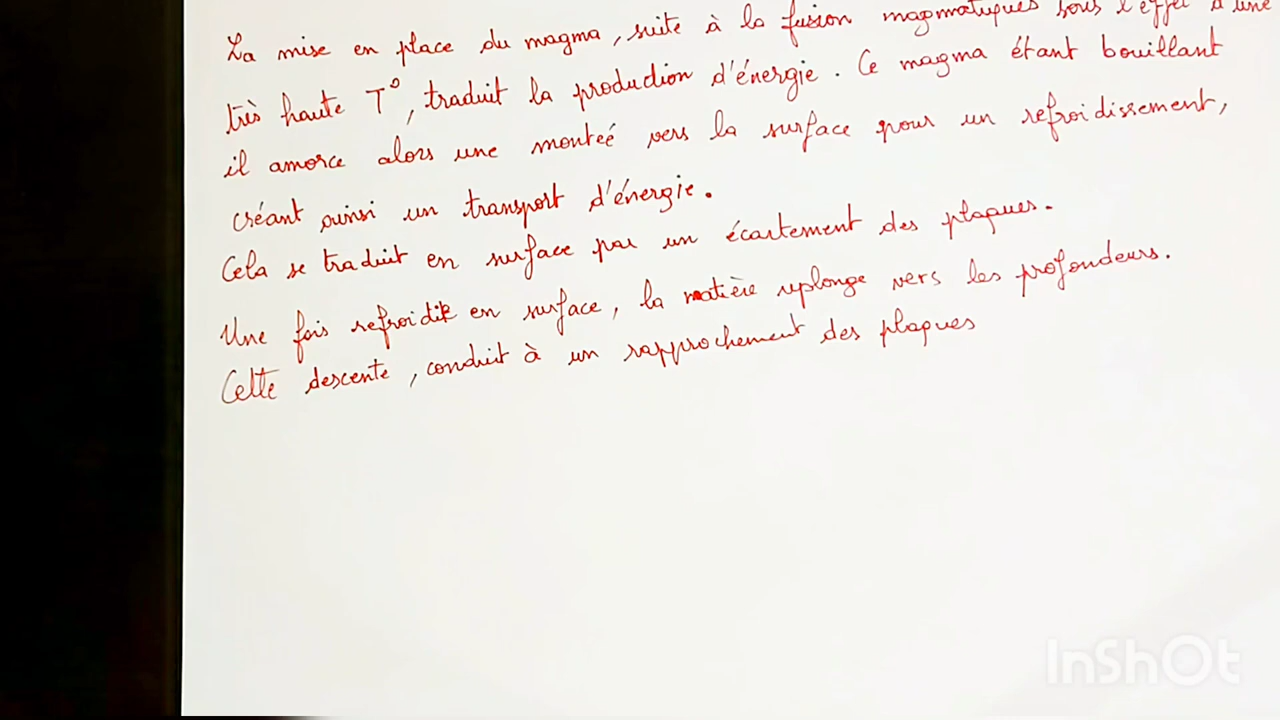 La mise en place du magma, suite à la fusion magmatiques sous l'effet d'une
très haute T°, traduit la production d'énergie. Ce magma étant bouillant
il amorce alors une monteé vers la surface pour un refroidissement,
créant ainsi un transport d'énergie.
Cela se traduit en surface par un écartement des plaques.
Une fois refroidie en surface, la matière replonge vers les profondeurs.
Cette descente, conduit à un rapprochement des plaques
InShOt